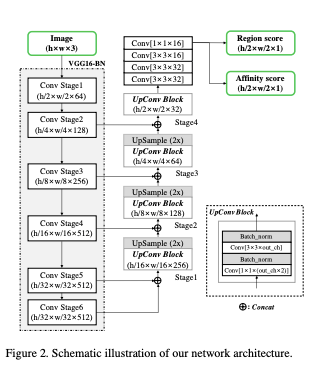 Image
(h×w×3)
VGG16-BN
Conv Stage1
(h/2×w/2×64)
Conv Stage2
(h/4×w/4×128)
Conv Stage3
(h/8×w/8×256)
Conv Stage4
(h/16×w/16×512)
Conv Stage5
(h/32×w/32×512)
Conv Stage6
(h/32×w/32×512)
Conv[1×1×16]
Conv[3×3×16]
Conv[3×3×32]
Conv[3×3×32]
UpConv Block
(h/2×w/2×32)
Stage4
UpSample (2x)
UpConv Block
(h/4×w/4×64)
Stage3
UpSample (2x)
UpConv Block
(h/8×w/8×128)
Stage2
UpSample (2x)
UpConv Block
(h/16×w/16×256)
Stage1
Region score
(h/2×w/2×1)
Affinity score
(h/2×w/2×1)
UpConv Block
Batch_norm
Conv[3×3×out_ch]
Batch_norm
Conv[1×1×(out_ch×2)]
: Concat
Figure 2. Schematic illustration of our network architecture.